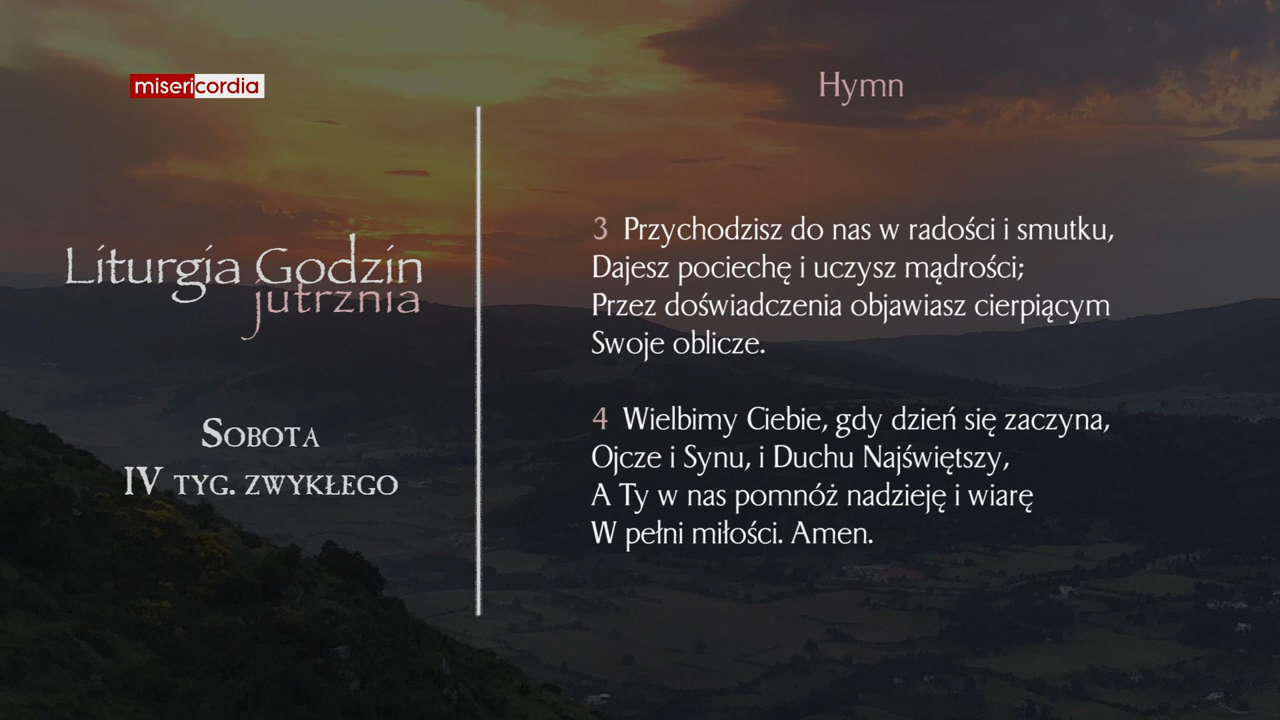 misericordia
Liturgia Godzin
jutrznia
Sobota
IV tyg. zwykłego
Hymn
3 Przychodzisz do nas w radości i smutku,
Dajesz pociechę i uczysz mądrości;
Przez doświadczenia objawiasz cierpiącym
Swoje oblicze.
4 Wielbimy Ciebie, gdy dzień się zaczyna,
Ojcze i Synu, i Duchu Najświętszy,
A Ty w nas pomnóż nadzieję i wiarę
W pełni miłości. Amen.